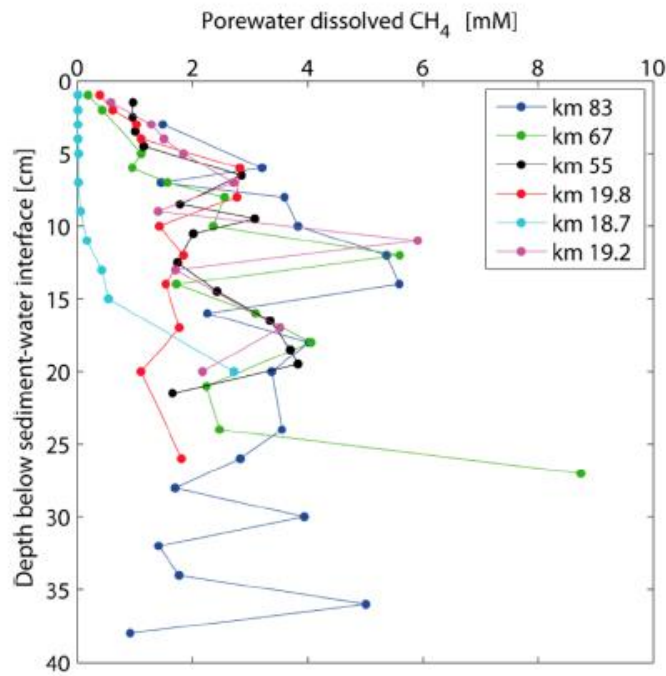 Porewater dissolved CH4 [mM]
0 2 4 6 8 10
Depth below sediment-water interface [cm]
0
5
10
15
20
25
30
35
40
km 83
km 67
km 55
km 19.8
km 18.7
km 19.2